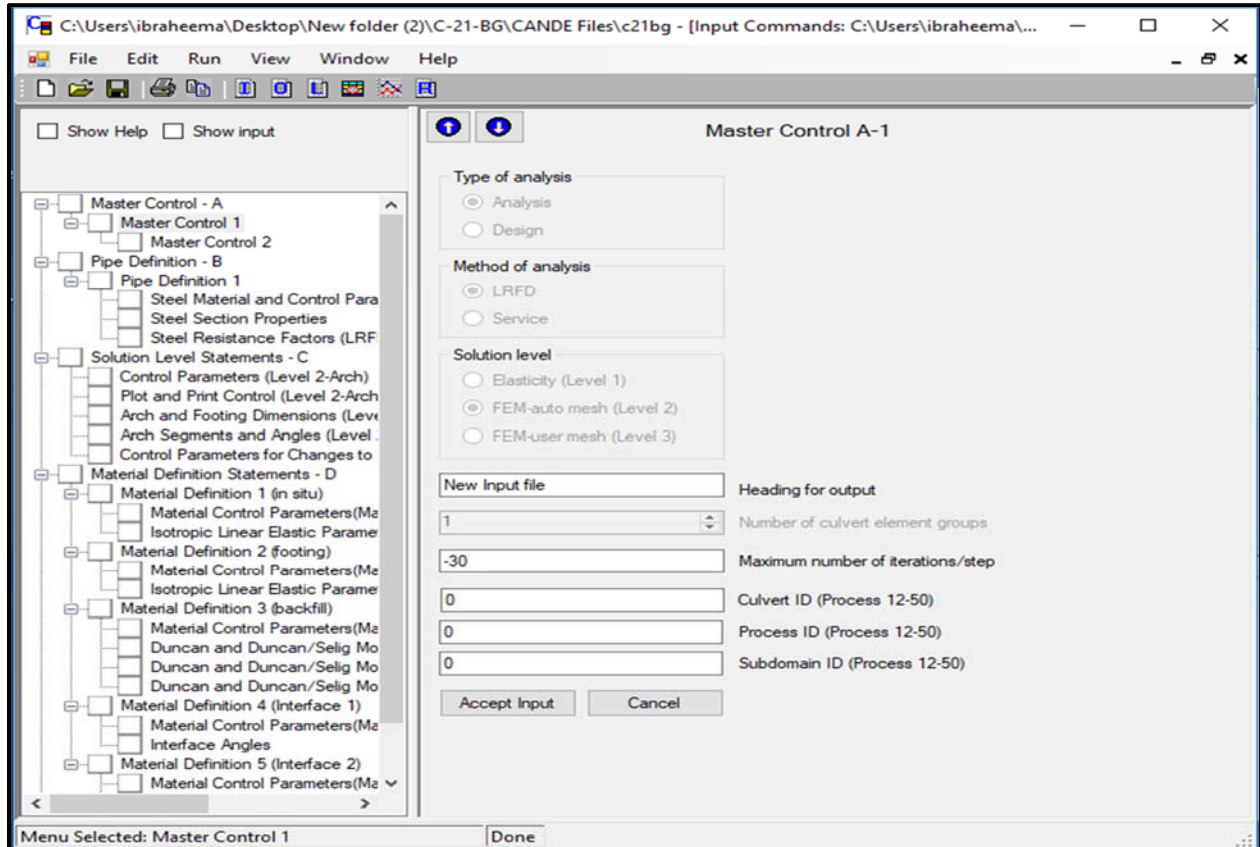 C:\Users\ibraheema\Desktop\New folder (2)\C-21-BG\CANDE Files\c21bg - [Input Commands: C:\Users\ibraheema\...
File Edit Run View Window Help
Show Help Show input
Master Control - A
Master Control 1
Master Control 2
Pipe Definition - B
Pipe Definition 1
Steel Material and Control Para
Steel Section Properties
Steel Resistance Factors (LRF
Solution Level Statements - C
Control Parameters (Level 2-Arch)
Plot and Print Control (Level 2-Arch
Arch and Footing Dimensions (Leve
Arch Segments and Angles (Level
Control Parameters for Changes to
Material Definition Statements - D
Material Definition 1 (in situ)
Material Control Parameters(Ma
Isotropic Linear Elastic Parame
Material Definition 2 (footing)
Material Control Parameters(Ma
Isotropic Linear Elastic Parame
Material Definition 3 (backfill)
Material Control Parameters(Ma
Duncan and Duncan/Selig Mo
Duncan and Duncan/Selig Mo
Duncan and Duncan/Selig Mo
Material Definition 4 (Interface 1)
Material Control Parameters(Ma
Interface Angles
Material Definition 5 (Interface 2)
Material Control Parameters(Ma
Master Control A-1
Type of analysis
Analysis
Design
Method of analysis
LRFD
Service
Solution level
Elasticity (Level 1)
FEM-auto mesh (Level 2)
FEM-user mesh (Level 3)
New Input file Heading for output
1 Number of culvert element groups
-30 Maximum number of iterations/step
0 Culvert ID (Process 12-50)
0 Process ID (Process 12-50)
0 Subdomain ID (Process 12-50)
Accept Input Cancel
Menu Selected: Master Control 1 Done